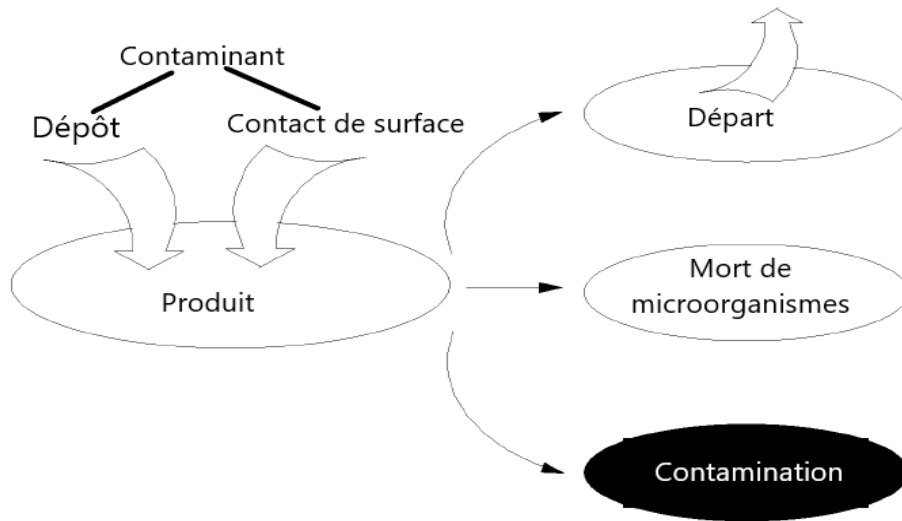 Contaminant
Dépôt
Contact de surface
Produit
Départ
Mort de
microorganismes
Contamination